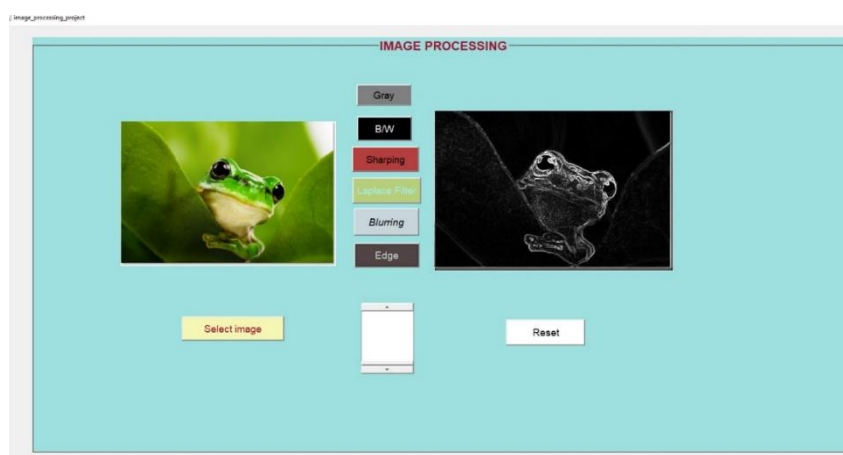 image_processing_project
IMAGE PROCESSING
Gray
B/W
Sharping
Laplace Filter
Blurring
Edge
Select image
Reset